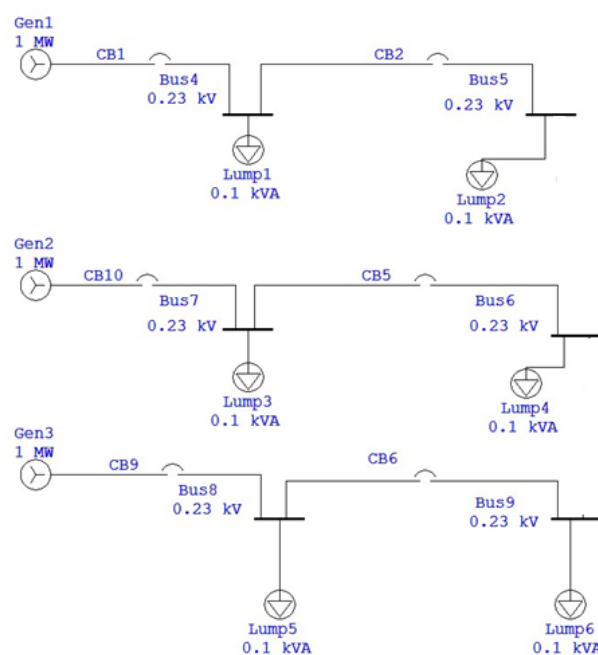 Gen1
1 MW
CB1
CB2
Bus4
0.23 kV
Bus5
0.23 kV
Lump1
0.1 kVA
Lump2
0.1 kVA
Gen2
1 MW
CB10
CB5
Bus7
0.23 kV
Bus6
0.23 kV
Lump3
0.1 kVA
Lump4
0.1 kVA
Gen3
1 MW
CB9
CB6
Bus8
0.23 kV
Bus9
0.23 kV
Lump5
0.1 kVA
Lump6
0.1 kVA